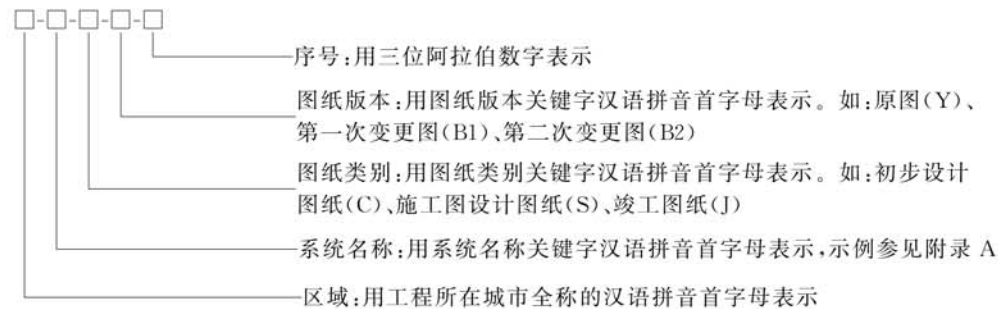 □-□-□-□-□
序号:用三位阿拉伯数字表示
图纸版本:用图纸版本关键字汉语拼音首字母表示。如:原图(Y)、
第一次变更图(B1)、第二次变更图(B2)
图纸类别:用图纸类别关键字汉语拼音首字母表示。如:初步设计
图纸(C)、施工图设计图纸(S)、竣工图纸(J)
系统名称:用系统名称关键字汉语拼音首字母表示,示例参见附录 A
区域:用工程所在城市全称的汉语拼音首字母表示